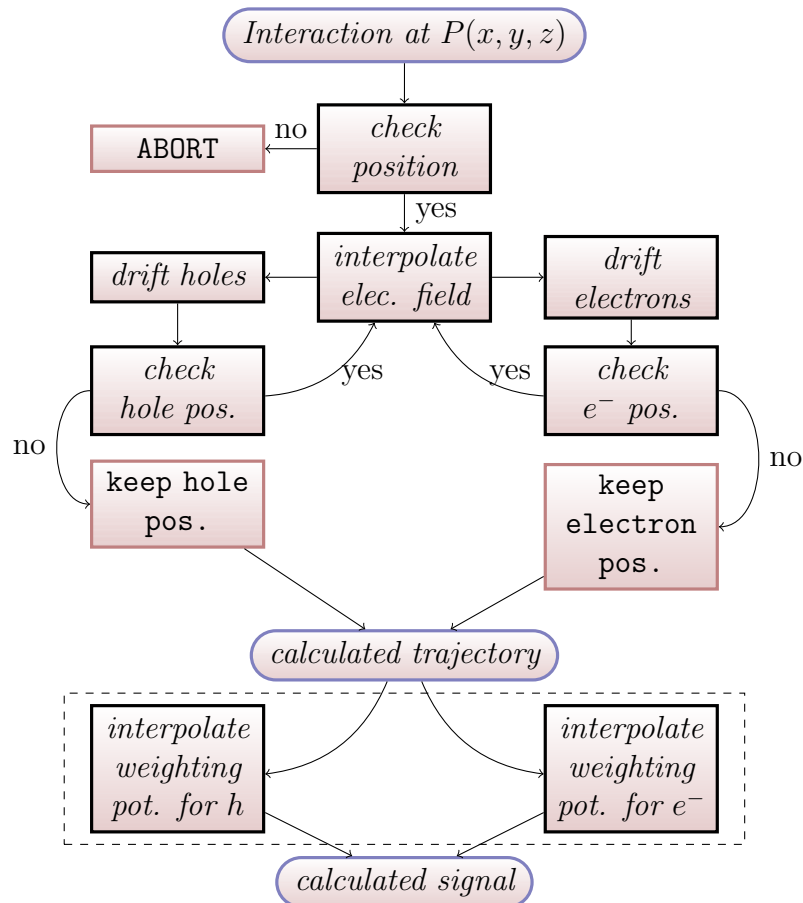 Interaction at P(x, y, z)
check
position
no
ABORT
yes
interpolate
elec. field
drift holes
drift
electrons
check
hole pos.
yes
yes
check
e⁻ pos.
no
no
keep hole
pos.
keep
electron
pos.
calculated trajectory
interpolate
weighting
pot. for h
interpolate
weighting
pot. for e⁻
calculated signal